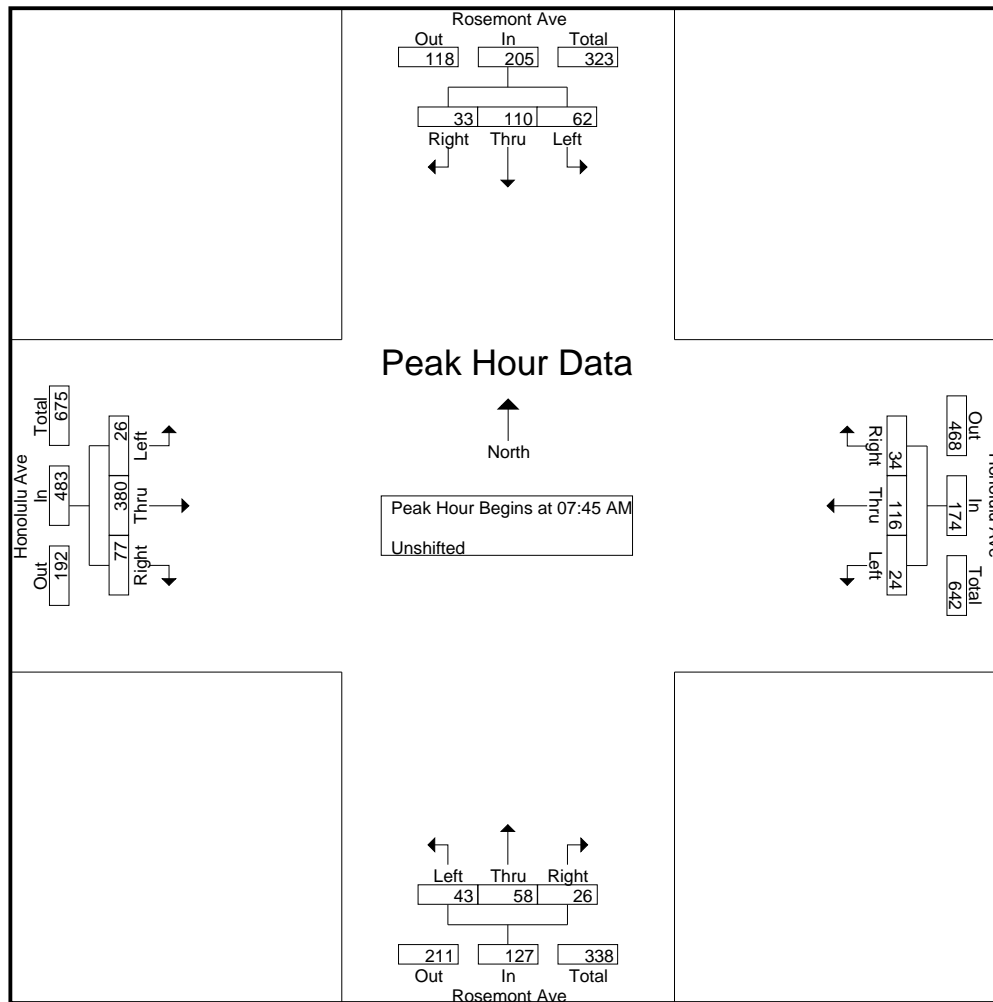 Rosemont Ave
Out In Total
118 205 323
33 110 62
Right Thru Left
Peak Hour Data
North
Peak Hour Begins at 07:45 AM
Unshifted
Honolulu Ave
Out In Total
192 483 675
77 380 26
Right Thru Left
Out In Total
468 174 642
34 116 24
Right Thru Left
Left Thru Right
43 58 26
211 127 338
Out In Total
Rosemont Ave